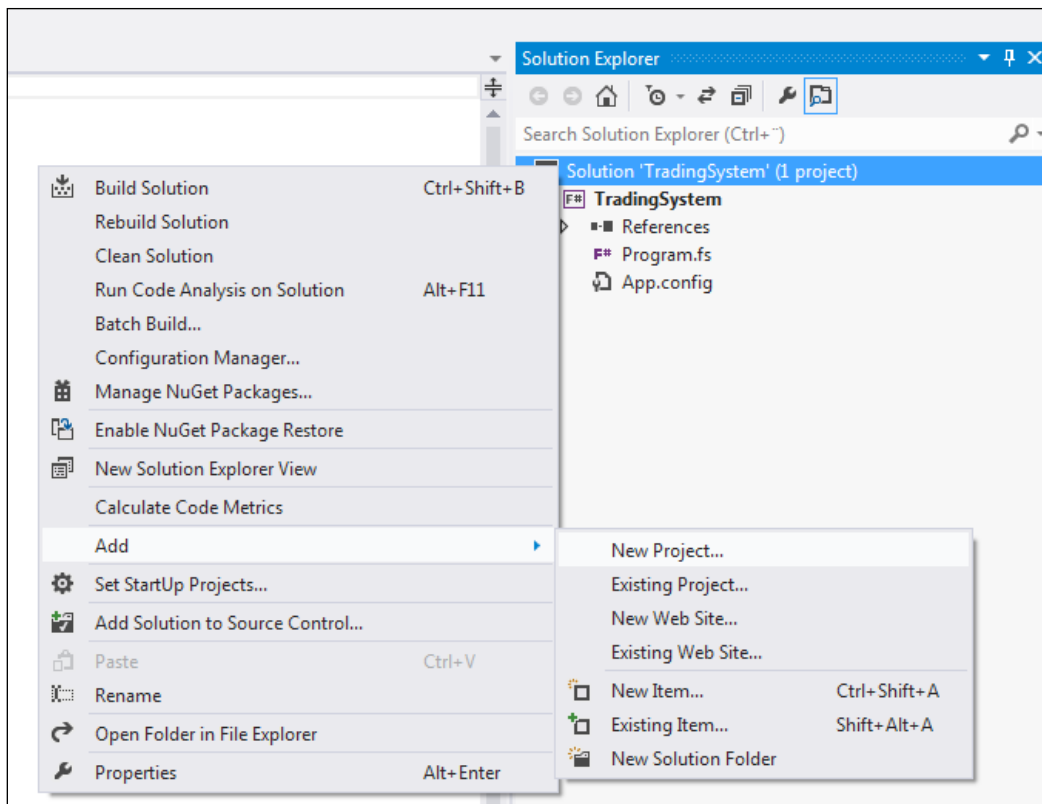 Solution Explorer
Search Solution Explorer (Ctrl+¨)
Solution 'TradingSystem' (1 project)
F# TradingSystem
References
F# Program.fs
App.config
Build Solution Ctrl+Shift+B
Rebuild Solution
Clean Solution
Run Code Analysis on Solution Alt+F11
Batch Build...
Configuration Manager...
Manage NuGet Packages...
Enable NuGet Package Restore
New Solution Explorer View
Calculate Code Metrics
Add
Set StartUp Projects...
Add Solution to Source Control...
Paste Ctrl+V
Rename
Open Folder in File Explorer
Properties Alt+Enter
New Project...
Existing Project...
New Web Site...
Existing Web Site...
New Item... Ctrl+Shift+A
Existing Item... Shift+Alt+A
New Solution Folder